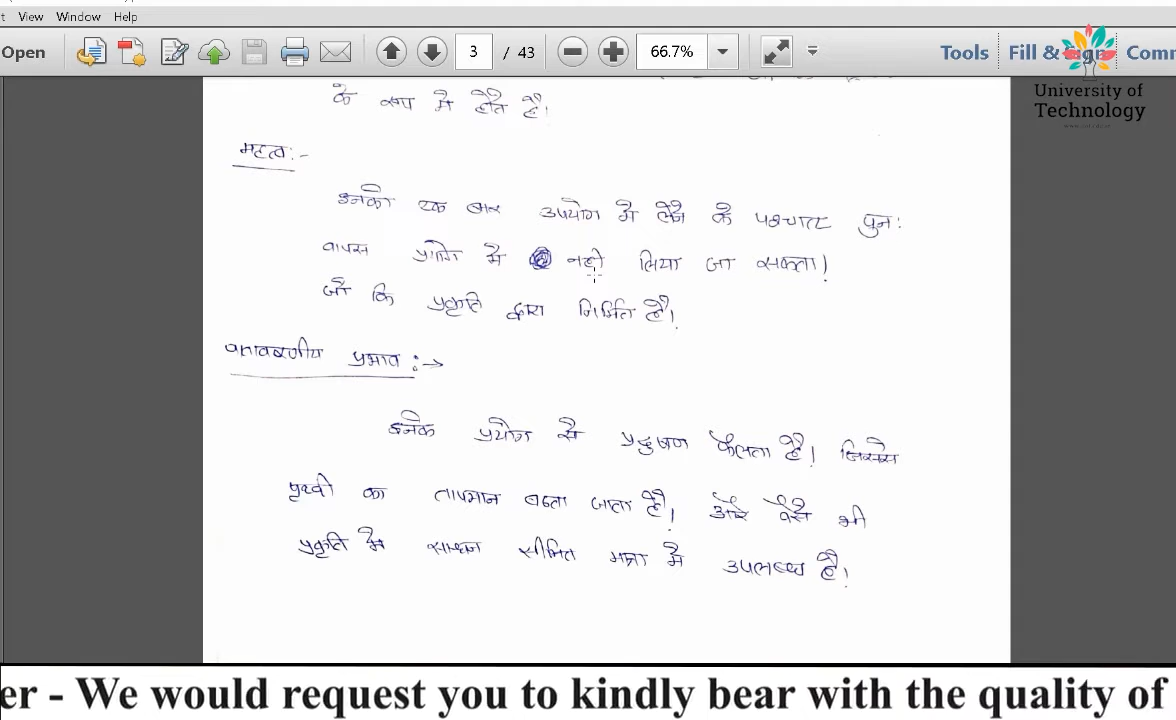 t View Window Help
Open 3 / 43 66.7% Tools Fill & Sign Comm
University of
Technology
के रूप में होते है।
महत्व:-
इनको एक बार उपयोग में लेने के पश्चात पुन:
वापस प्रयोग में नही लिया जा सकता।
जो कि प्रकृति द्वारा निर्मित है।
वातावरणीय प्रभाव :→
इनके प्रयोग से प्रदुषण फैलता है। जिससे
पृथ्वी का तापमान बढता जाता है। और वैसे भी
प्रकृति में साधन सीमित मात्रा में उपलब्ध है।
er - We would request you to kindly bear with the quality of